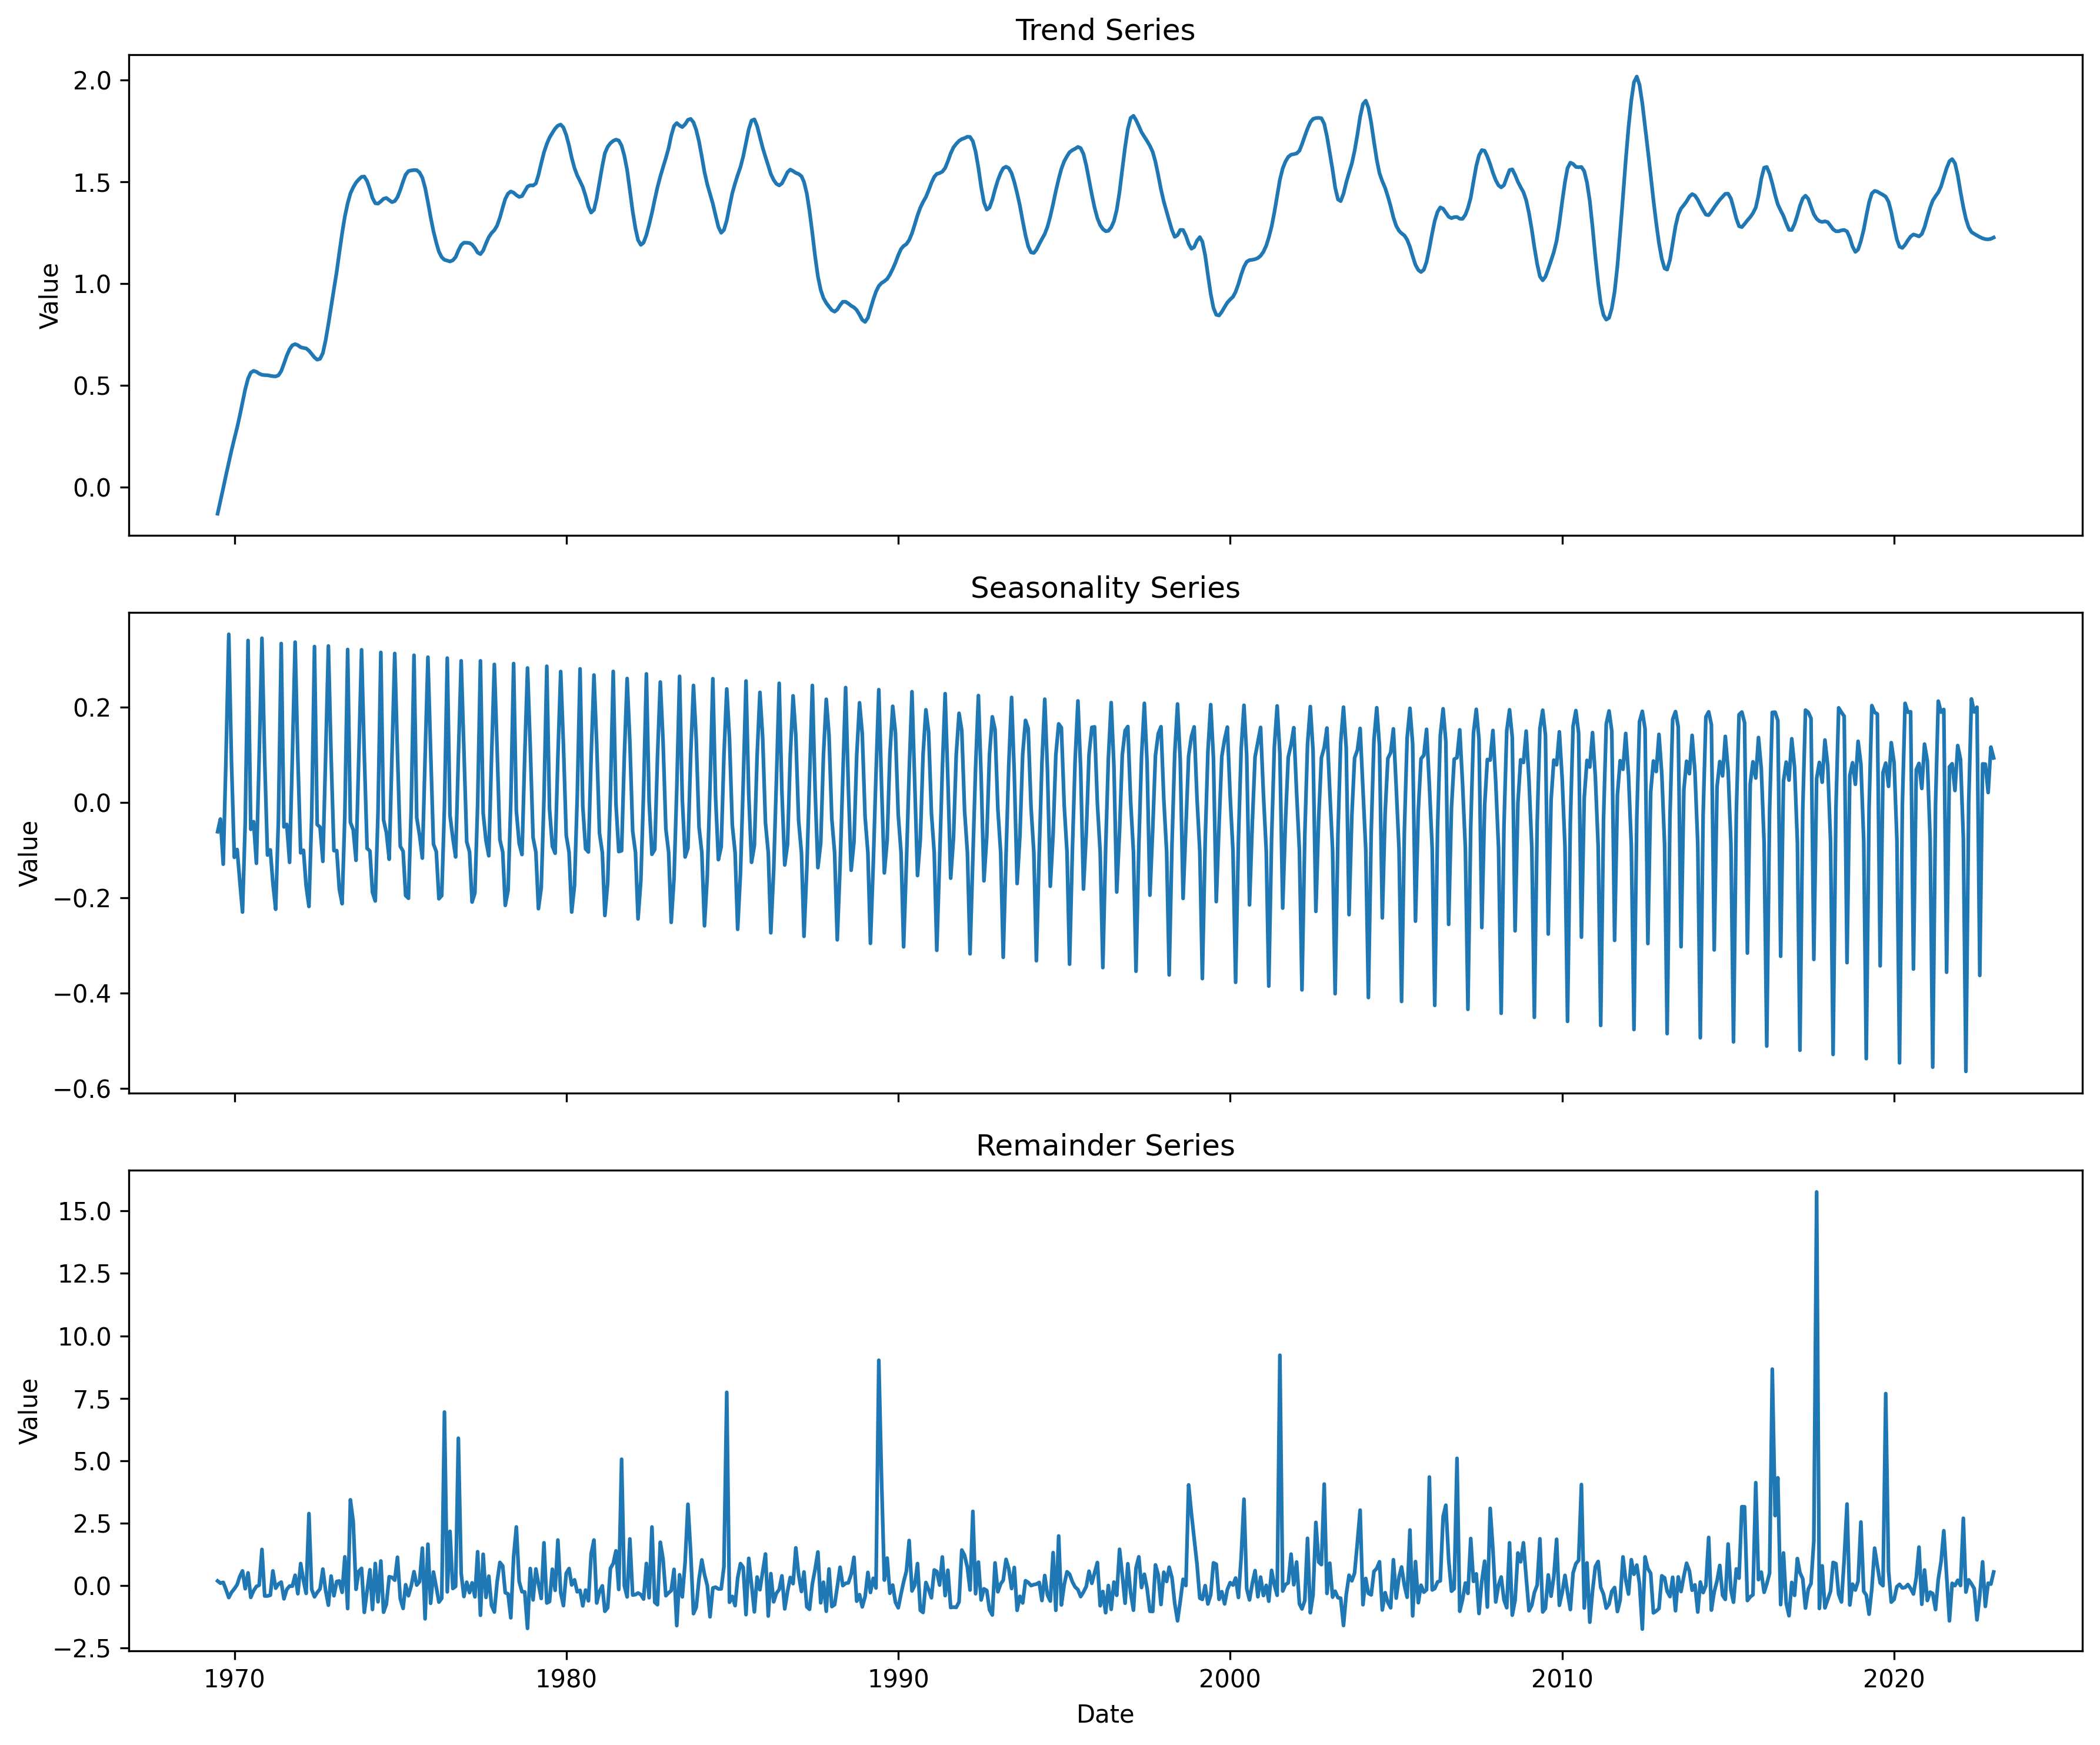 Trend Series
Value
2.0
1.5
1.0
0.5
0.0
Seasonality Series
Value
0.2
0.0
−0.2
−0.4
−0.6
Remainder Series
Value
15.0
12.5
10.0
7.5
5.0
2.5
0.0
−2.5
1970 1980 1990 2000 2010 2020
Date